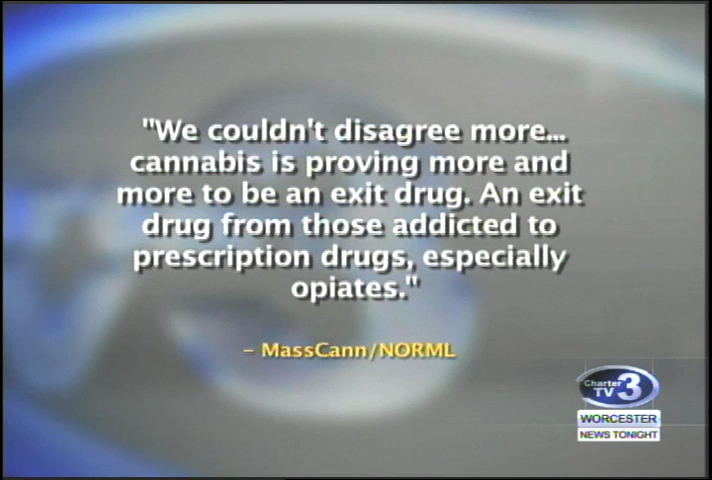 "We couldn't disagree more...
cannabis is proving more and
more to be an exit drug. An exit
drug from those addicted to
prescription drugs, especially
opiates."
– MassCann/NORML
Charter
TV 3
WORCESTER
NEWS TONIGHT